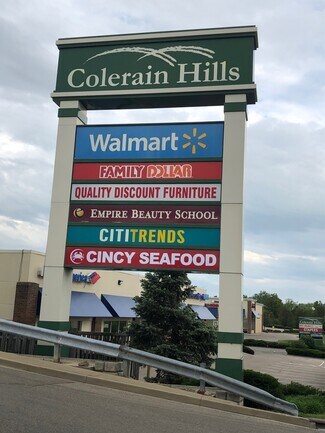 Colerain Hills
Walmart
FAMILY DOLLAR
QUALITY DISCOUNT FURNITURE
EMPIRE BEAUTY SCHOOL
CITITRENDS
CINCY SEAFOOD